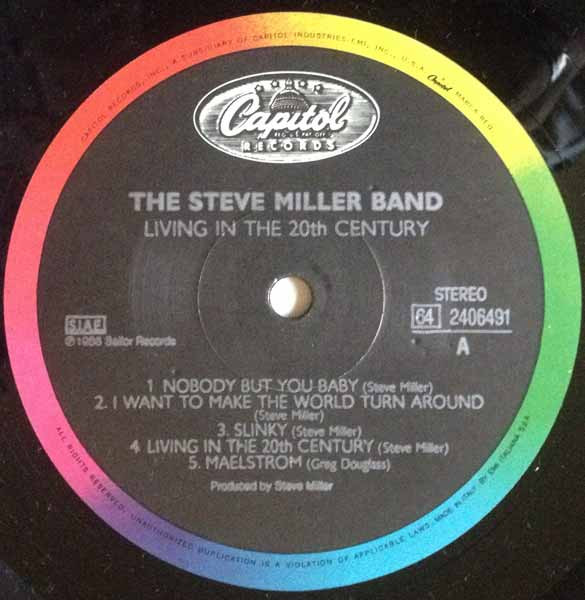 CAPITOL RECORDS, INC., A SUBSIDIARY OF CAPITOL INDUSTRIES-EMI, INC., U.S.A. Capitol MARCA REG.
Capitol
RECORDS
THE STEVE MILLER BAND
LIVING IN THE 20th CENTURY
STEREO
64 2406491
A
SIAE
℗ 1986 Sailor Records
1 NOBODY BUT YOU BABY (Steve Miller)
2. I WANT TO MAKE THE WORLD TURN AROUND
(Steve Miller)
3. SLINKY (Steve Miller)
4 LIVING IN THE 20th CENTURY (Steve Miller)
5. MAELSTROM (Greg Douglass)
Produced by Steve Miller
ALL RIGHTS RESERVED. UNAUTHORIZED DUPLICATION IS A VIOLATION OF APPLICABLE LAWS. MADE IN ITALY BY EMI ITALIANA S.P.A.